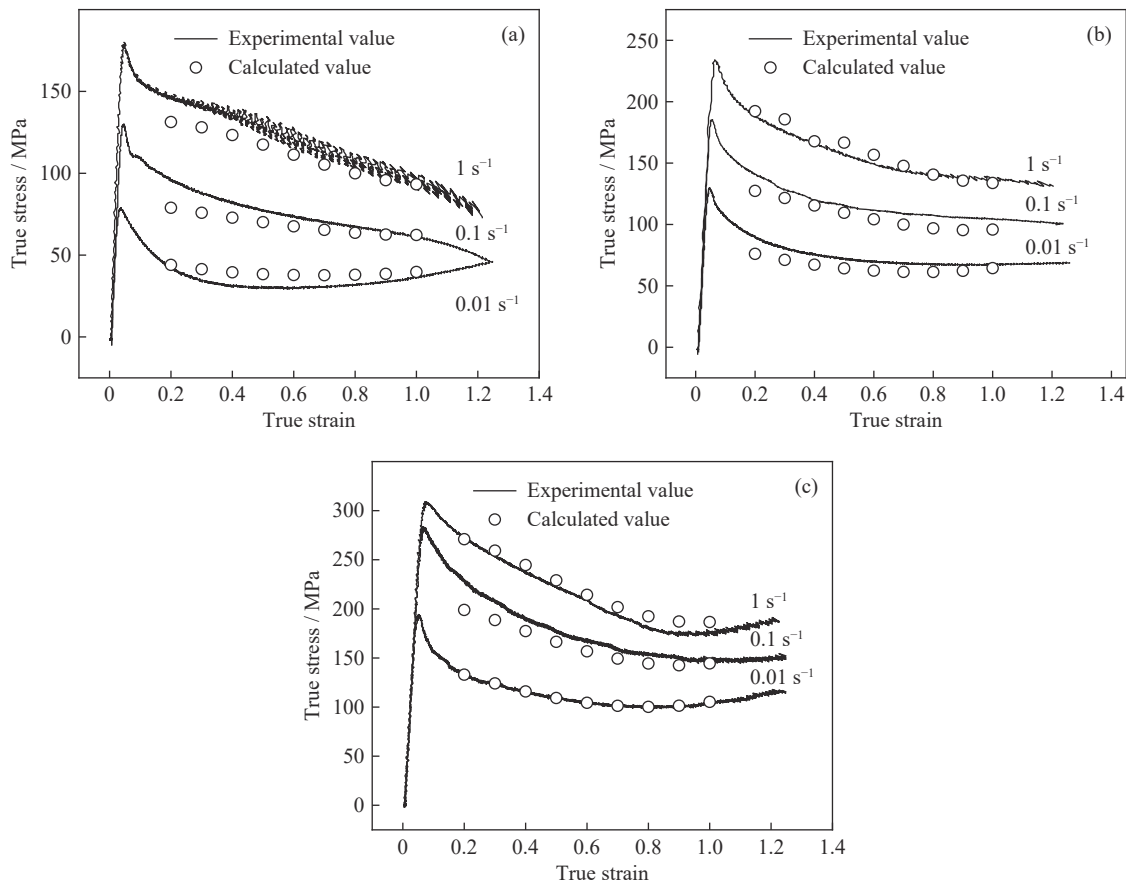 Experimental value
Calculated value
(a)
150
100
50
0
True stress / MPa
1 s⁻¹
0.1 s⁻¹
0.01 s⁻¹
0 0.2 0.4 0.6 0.8 1.0 1.2 1.4
True strain
Experimental value
Calculated value
(b)
250
200
150
100
50
0
True stress / MPa
1 s⁻¹
0.1 s⁻¹
0.01 s⁻¹
0 0.2 0.4 0.6 0.8 1.0 1.2 1.4
True strain
Experimental value
Calculated value
(c)
300
250
200
150
100
50
0
True stress / MPa
1 s⁻¹
0.1 s⁻¹
0.01 s⁻¹
0 0.2 0.4 0.6 0.8 1.0 1.2 1.4
True strain